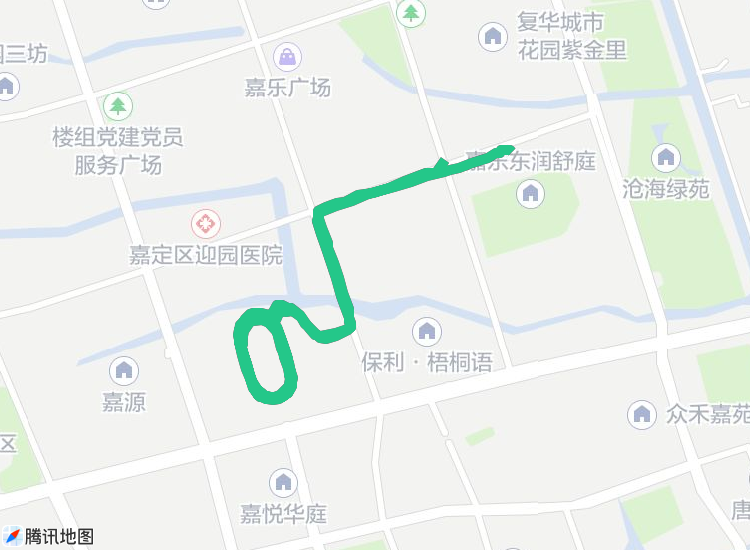 复华城市
花园紫金里
三坊
嘉乐广场
楼组党建党员
服务广场
嘉乐东润舒庭
沧海绿苑
嘉定区迎园医院
保利·梧桐语
嘉源
众禾嘉苑
区
嘉悦华庭
唐
腾讯地图